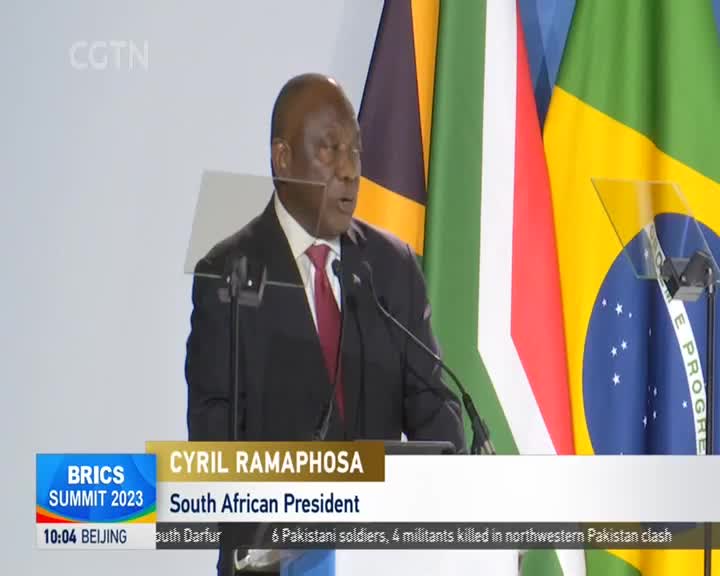 CGTN
E PROGRE
CYRIL RAMAPHOSA
BRICS
SUMMIT 2023
South African President
10:04 BEIJING
outh Darfur 6 Pakistani soldiers, 4 militants killed in northwestern Pakistan clash